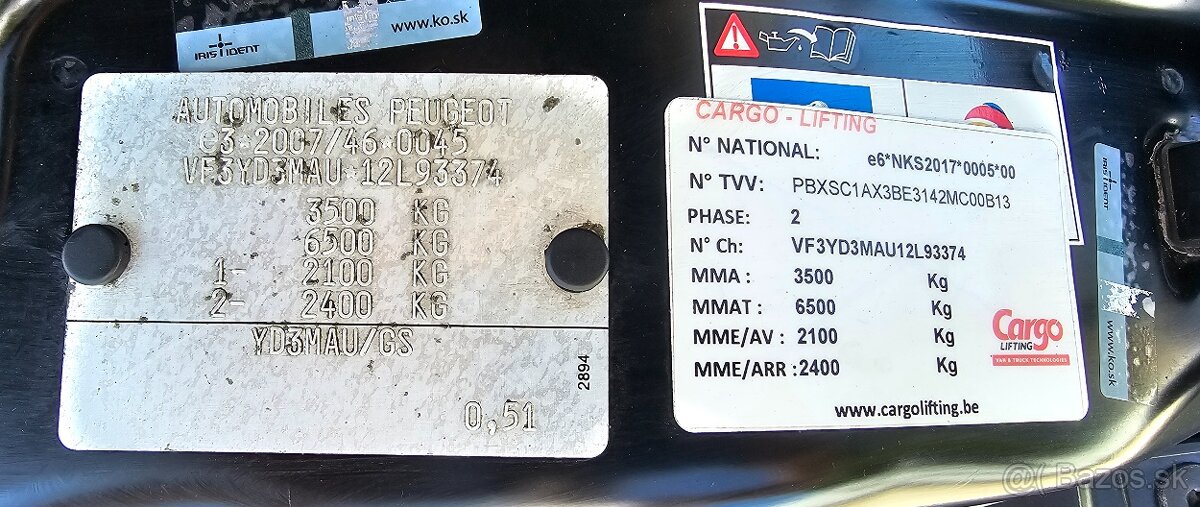 IRIS IDENT
www.ko.sk
AUTOMOBILES PEUGEOT
e3*2007/46*0045
VF3YD3MAU*12L93374
3500 KG
6500 KG
1- 2100 KG
2- 2400 KG
YD3MAU/GS
2894
0,51
CARGO - LIFTING
N° NATIONAL: e6*NKS2017*0005*00
N° TVV: PBXSC1AX3BE3142MC00B13
PHASE: 2
N° Ch: VF3YD3MAU12L93374
MMA : 3500 Kg
MMAT : 6500 Kg
MME/AV : 2100 Kg
MME/ARR : 2400 Kg
Cargo
LIFTING
VAN & TRUCK TECHNOLOGIES
www.cargolifting.be
IRIS IDENT
www.ko.sk
@( Bazos.sk